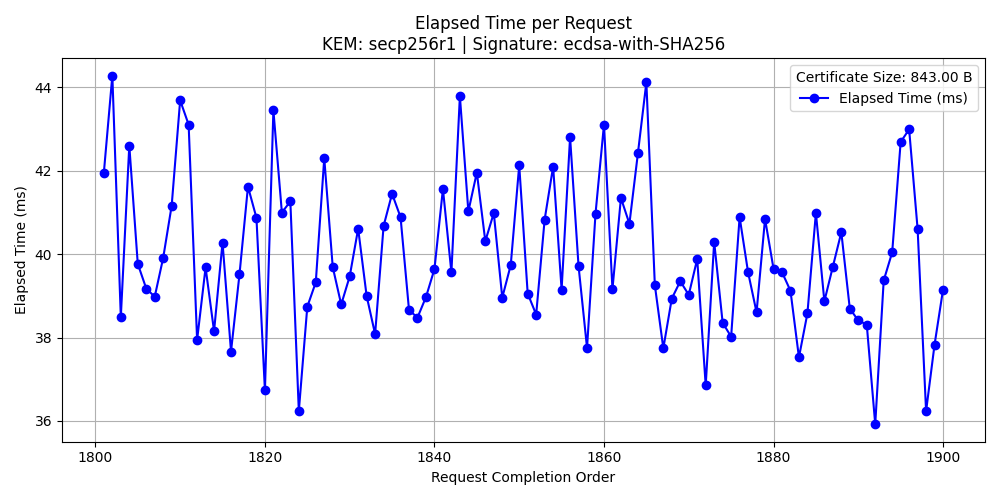 Elapsed Time per Request
KEM: secp256r1 | Signature: ecdsa-with-SHA256
Certificate Size: 843.00 B
Elapsed Time (ms)
44
42
40
38
36
Elapsed Time (ms)
1800 1820 1840 1860 1880 1900
Request Completion Order